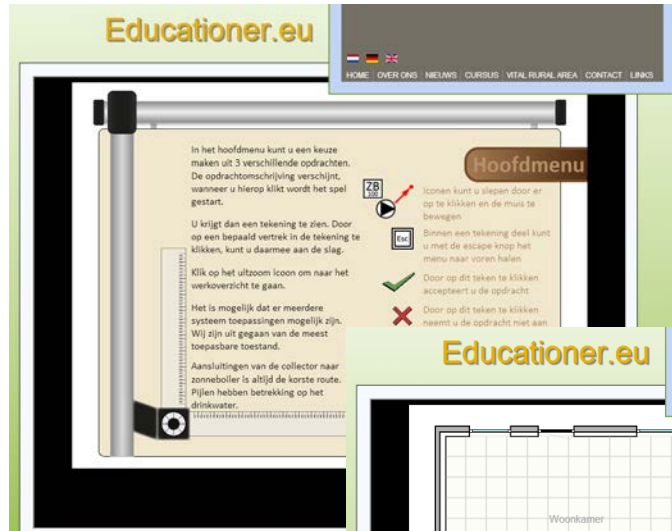 Educationer.eu
HOME OVER ONS NIEUWS CURSUS VITAL RURAL AREA CONTACT LINKS
Hoofdmenu
In het hoofdmenu kunt u een keuze
maken uit 3 verschillende opdrachten.
De opdrachtomschrijving verschijnt,
wanneer u hierop klikt wordt het spel
gestart.
U krijgt dan een tekening te zien. Door
op een bepaald vertrek in de tekening te
klikken, kunt u daarmee aan de slag.
Klik op het uitzoom icoon om naar het
werkoverzicht te gaan.
Het is mogelijk dat er meerdere
systeem toepassingen mogelijk zijn.
Wij zijn uit gegaan van de meest
toepasbare toestand.
Aansluitingen van de collector naar
zonneboiler is altijd de korste route.
Pijlen hebben betrekking op het
drinkwater.
ZB
100
Iconen kunt u slepen door er
op te klikken en de muis te
bewegen
Esc
Binnen een tekening deel kunt
u met de escape knop het
menu naar voren halen
Door op dit teken te klikken
accepteert u de opdracht
Door op dit teken te klikken
neemt u de opdracht niet aan
Educationer.eu
Woonkamer